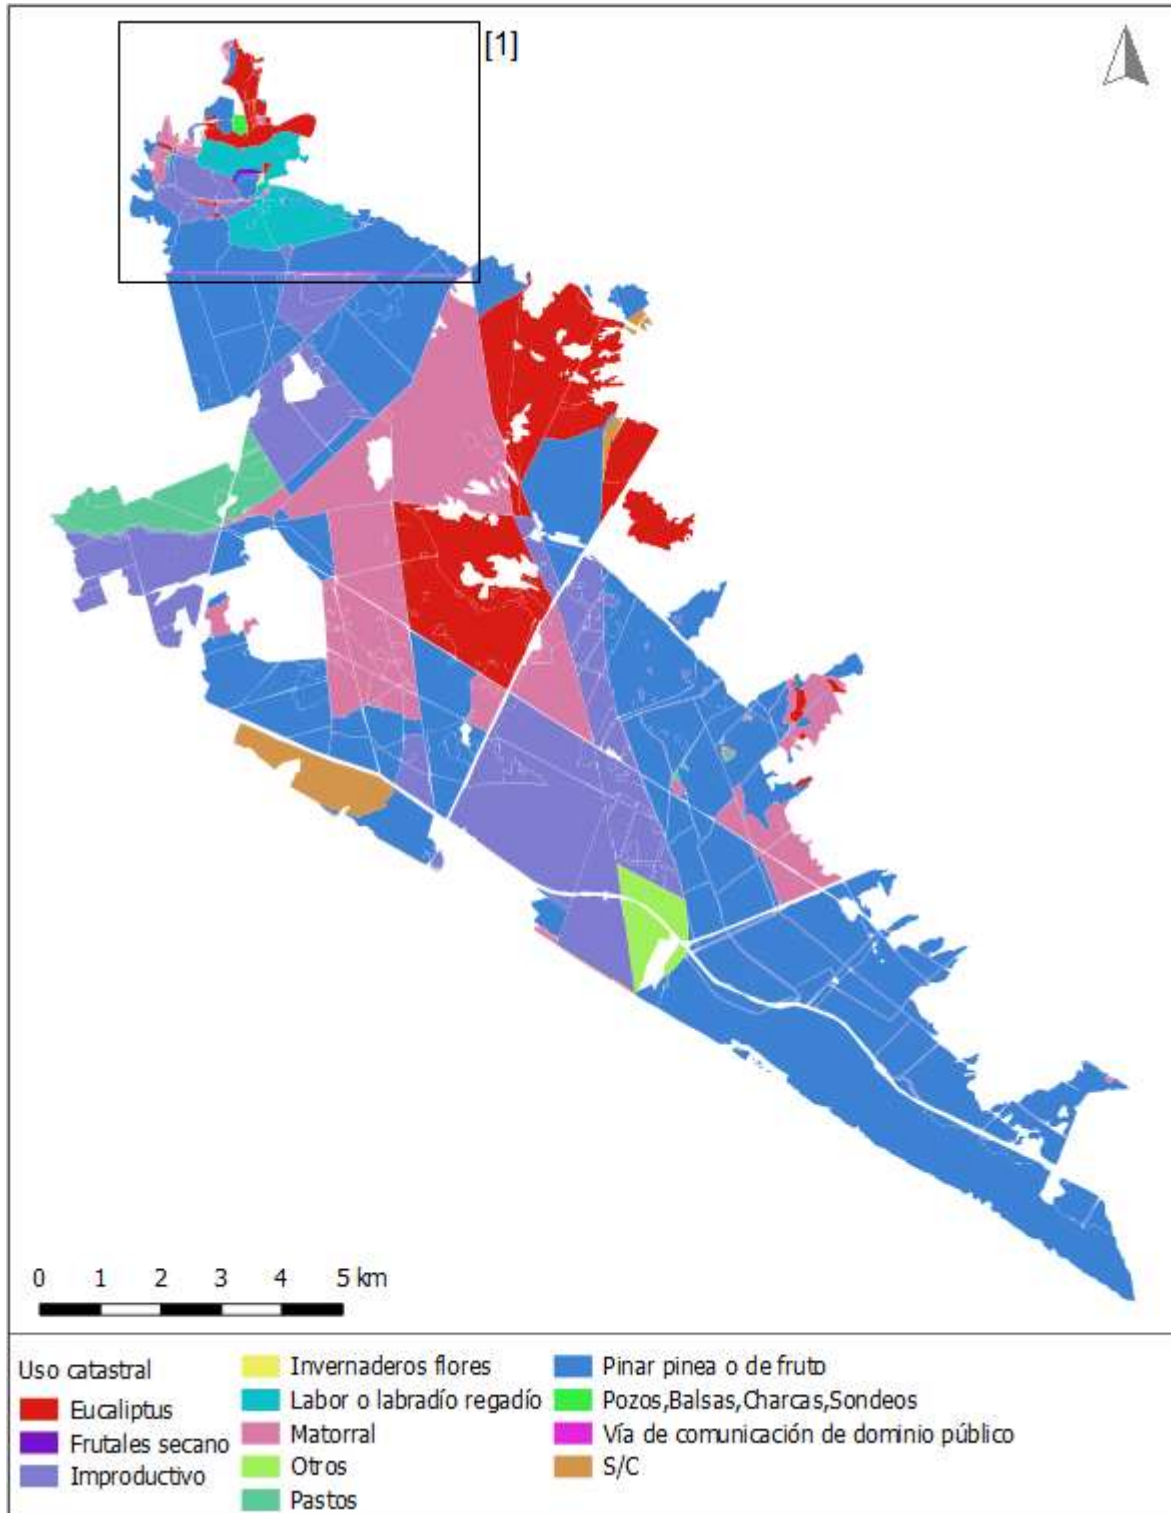 [1]
0 1 2 3 4 5 km
Uso catastral
Eucaliptus
Frutales secano
Improductivo
Invernaderos flores
Labor o labradío regadío
Matorral
Otros
Pastos
Pinar pinea o de fruto
Pozos,Balsas,Charcas,Sondeos
Vía de comunicación de dominio público
S/C